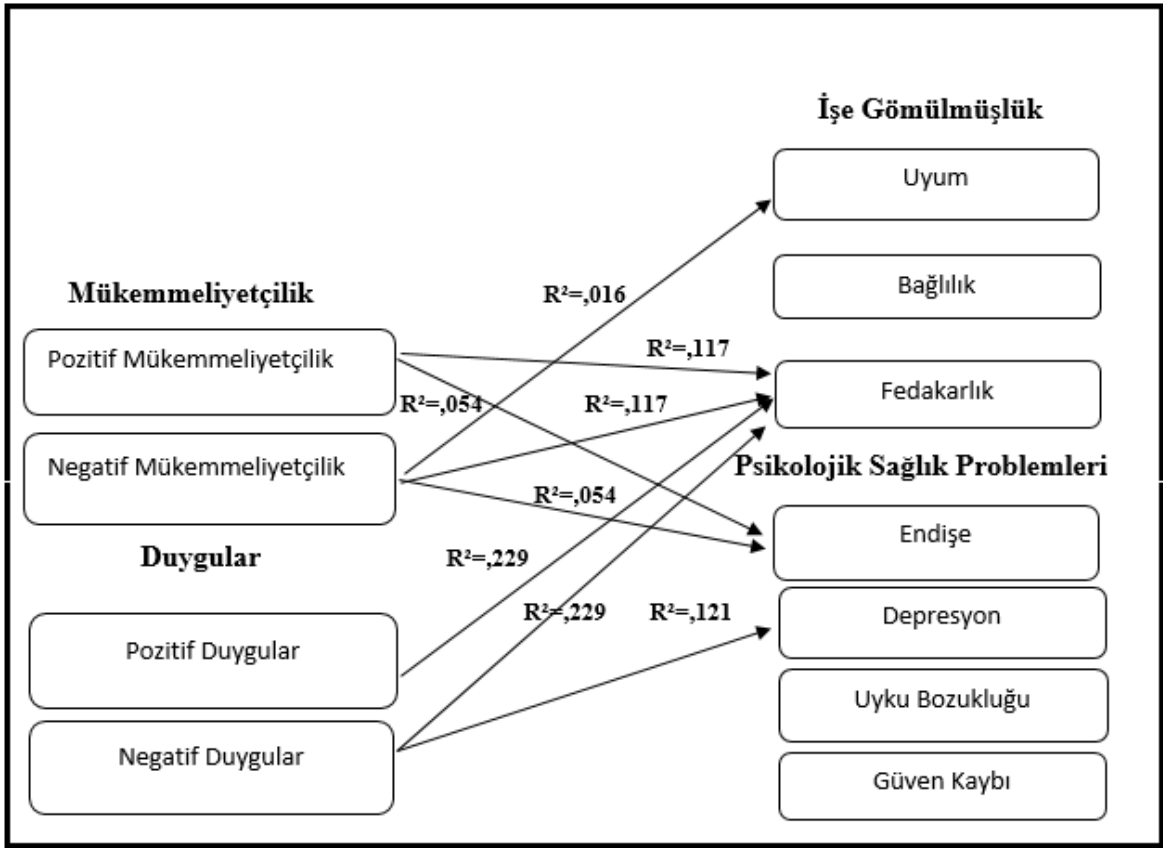 İşe Gömülmüşlük
Uyum
Bağlılık
Fedakarlık
Mükemmeliyetçilik
Pozitif Mükemmeliyetçilik
Negatif Mükemmeliyetçilik
Duygular
Pozitif Duygular
Negatif Duygular
R²=,016
R²=,117
R²=,054
R²=,117
R²=,054
R²=,229
R²=,229
R²=,121
Psikolojik Sağlık Problemleri
Endişe
Depresyon
Uyku Bozukluğu
Güven Kaybı